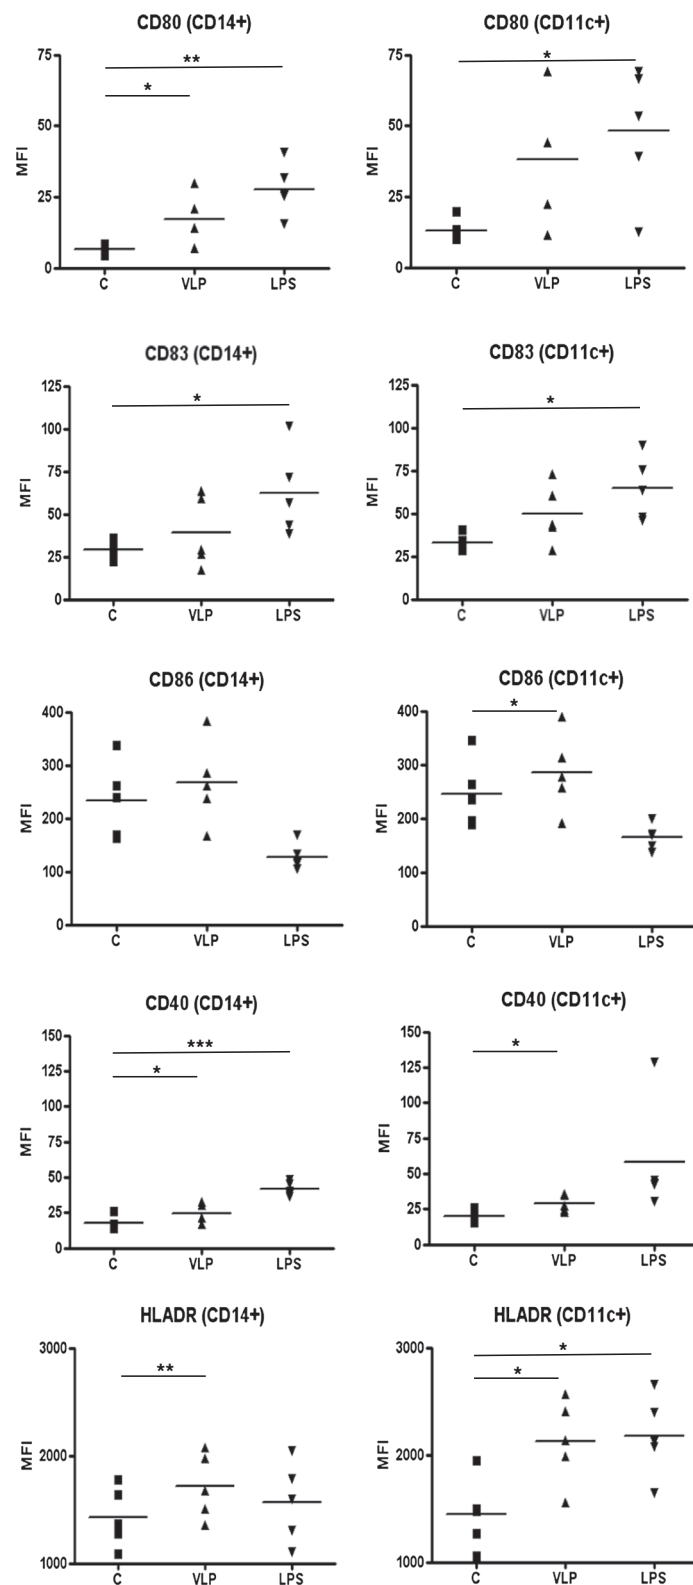 CD80 (CD14+)
75
50
25
0
MFI
**
*
C VLP LPS
CD80 (CD11c+)
75
50
25
0
MFI
*
C VLP LPS
CD83 (CD14+)
125
100
75
50
25
0
MFI
*
C VLP LPS
CD83 (CD11c+)
125
100
75
50
25
0
MFI
*
C VLP LPS
CD86 (CD14+)
400
300
200
100
0
MFI
C VLP LPS
CD86 (CD11c+)
400
300
200
100
0
MFI
*
C VLP LPS
CD40 (CD14+)
150
125
100
75
50
25
0
MFI
***
*
C VLP LPS
CD40 (CD11c+)
150
125
100
75
50
25
0
MFI
*
C VLP LPS
HLADR (CD14+)
3000
2000
1000
MFI
**
C VLP LPS
HLADR (CD11c+)
3000
2000
1000
MFI
*
*
C VLP LPS